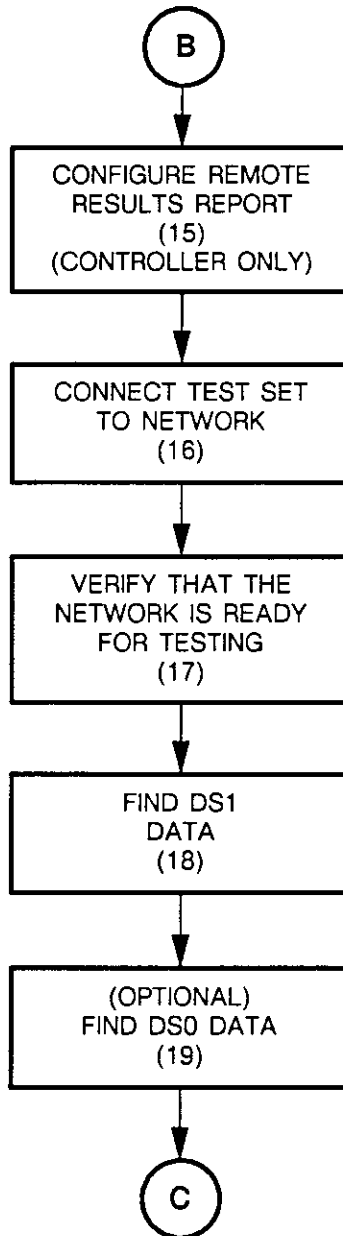 B
CONFIGURE REMOTE
RESULTS REPORT
(15)
(CONTROLLER ONLY)
CONNECT TEST SET
TO NETWORK
(16)
VERIFY THAT THE
NETWORK IS READY
FOR TESTING
(17)
FIND DS1
DATA
(18)
(OPTIONAL)
FIND DS0 DATA
(19)
C